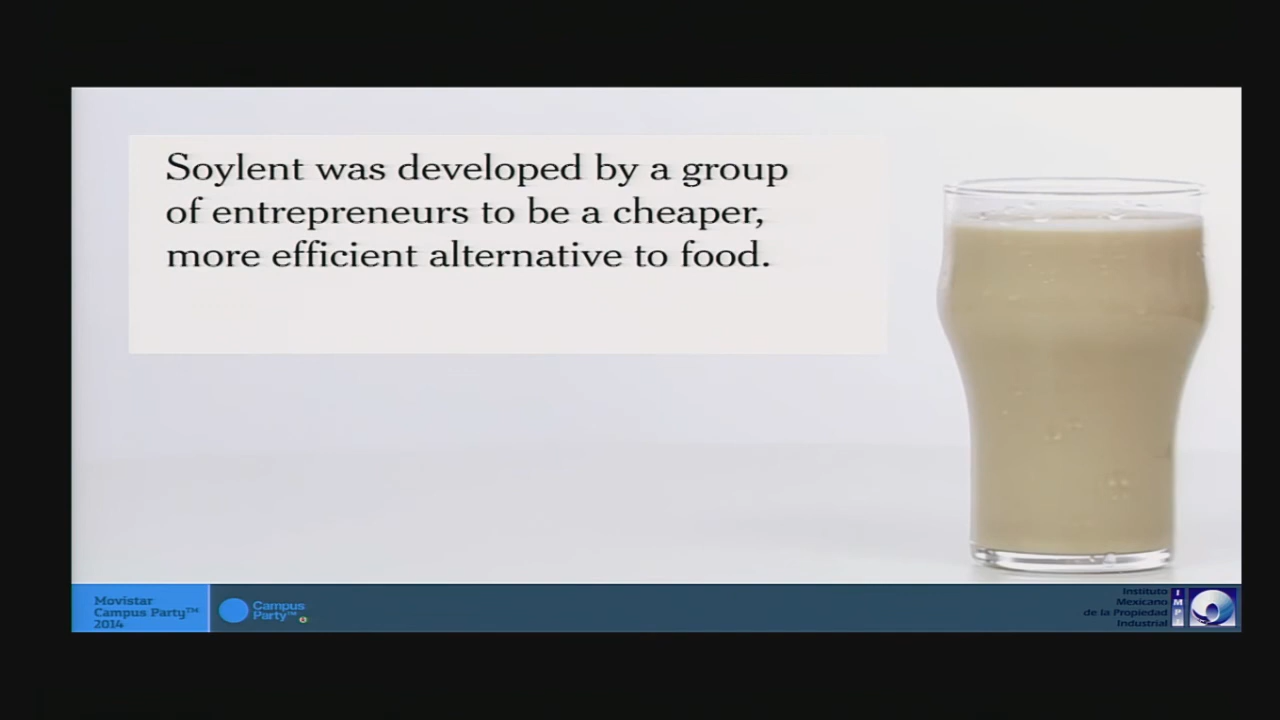 Soylent was developed by a group
of entrepreneurs to be a cheaper,
more efficient alternative to food.
Movistar
Campus Party™
2014
Campus
Party™
Instituto
Mexicano
de la Propiedad
Industrial
IMPI